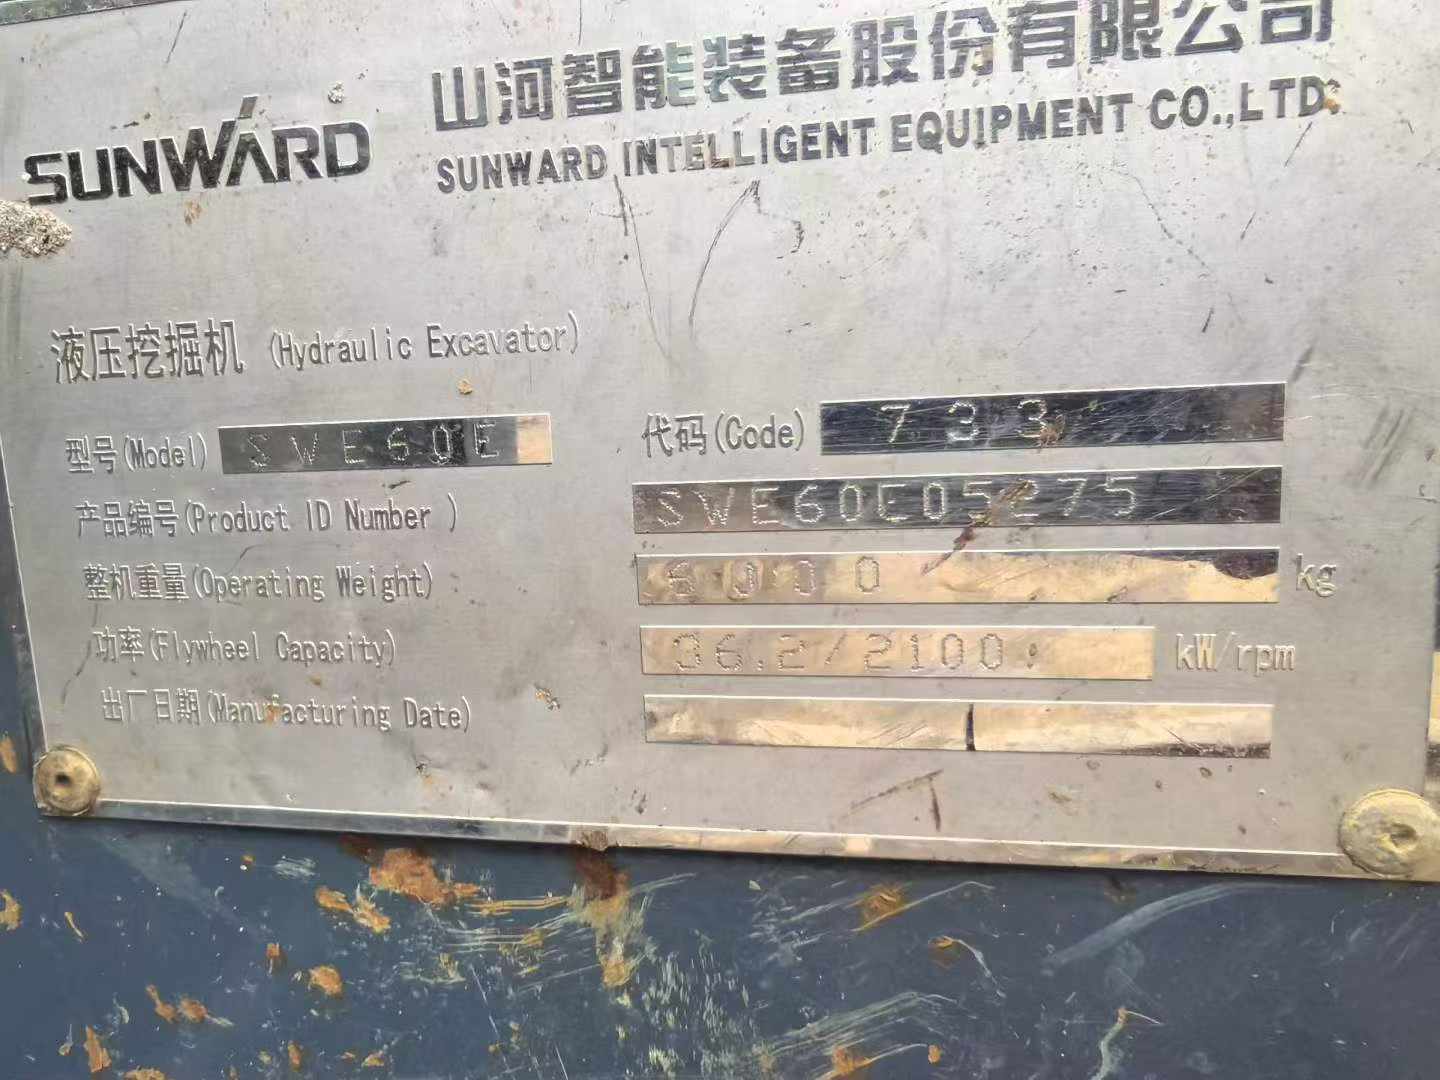 山河智能装备股份有限公司
SUNWARD SUNWARD INTELLIGENT EQUIPMENT CO.,LTD.
液压挖掘机 (Hydraulic Excavator)
型号(Model) SWE60E 代码(Code) 733
产品编号(Product ID Number ) SWE60E05275
整机重量(Operating Weight) 6000 kg
功率(Flywheel Capacity) 36.2/2100 kW/rpm
出厂日期(Manufacturing Date)